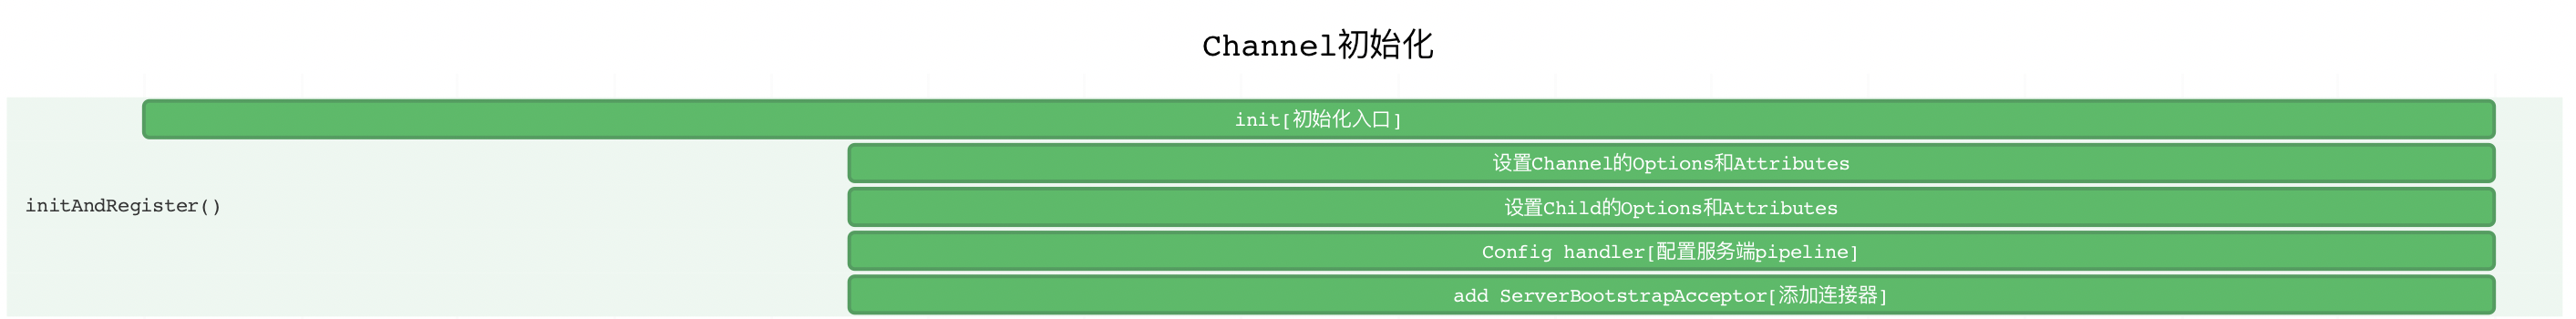 Channel初始化
init[初始化入口]
设置Channel的Options和Attributes
initAndRegister()
设置Child的Options和Attributes
Config handler[配置服务端pipeline]
add ServerBootstrapAcceptor[添加连接器]